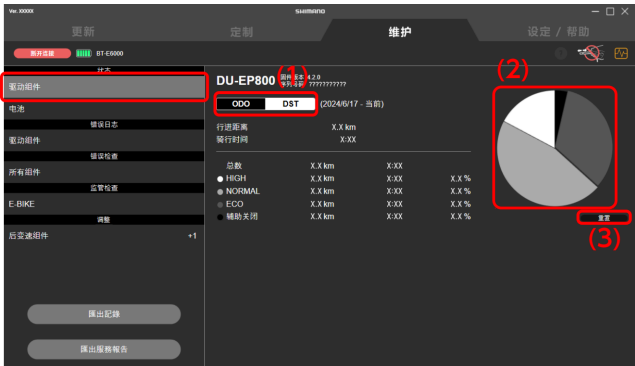 Ver. XXXXX
SHIMANO
更新
定制
维护
设定 / 帮助
断开连接
BT-E6000
状态
驱动组件
电池
错误日志
驱动组件
错误检查
所有组件
监管检查
E-BIKE
调整
后变速组件 +1
匯出記錄
匯出服務報告
DU-EP800
固件版本 4.2.0
序列号码 ???????????
(1)
ODO DST (2024/6/17 - 当前)
行进距离 X.X km
骑行时间 X:XX
总数 X.X km X:XX
HIGH X.X km X:XX X.X %
NORMAL X.X km X:XX X.X %
ECO X.X km X:XX X.X %
辅助关闭 X.X km X:XX X.X %
(2)
重置
(3)